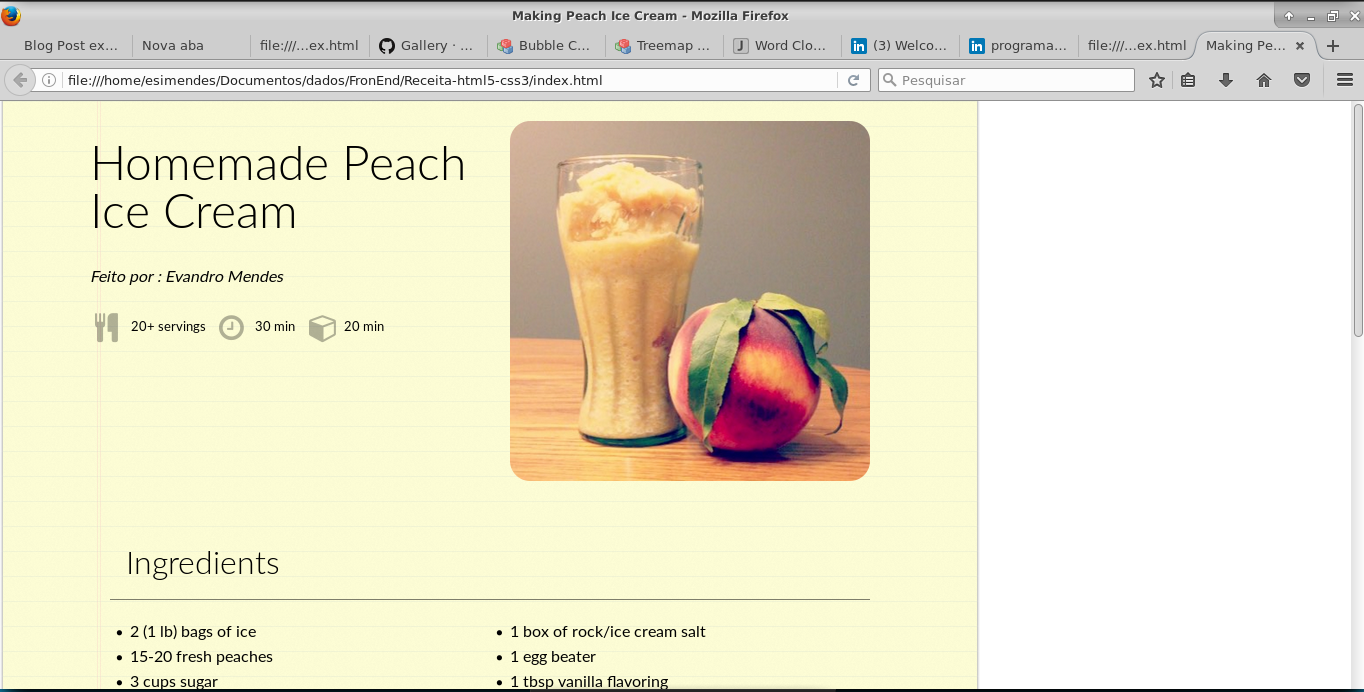 Making Peach Ice Cream - Mozilla Firefox
Blog Post ex...
Nova aba
file:///...ex.html
Gallery · ...
Bubble C...
Treemap ...
J Word Clo...
in (3) Welco...
in programa...
file:///...ex.html
Making Pe...
file:///home/esimendes/Documentos/dados/FronEnd/Receita-html5-css3/index.html
Pesquisar
Homemade Peach
Ice Cream
Feito por : Evandro Mendes
20+ servings 30 min 20 min
Ingredients
• 2 (1 lb) bags of ice
• 15-20 fresh peaches
• 3 cups sugar
• 1 box of rock/ice cream salt
• 1 egg beater
• 1 tbsp vanilla flavoring